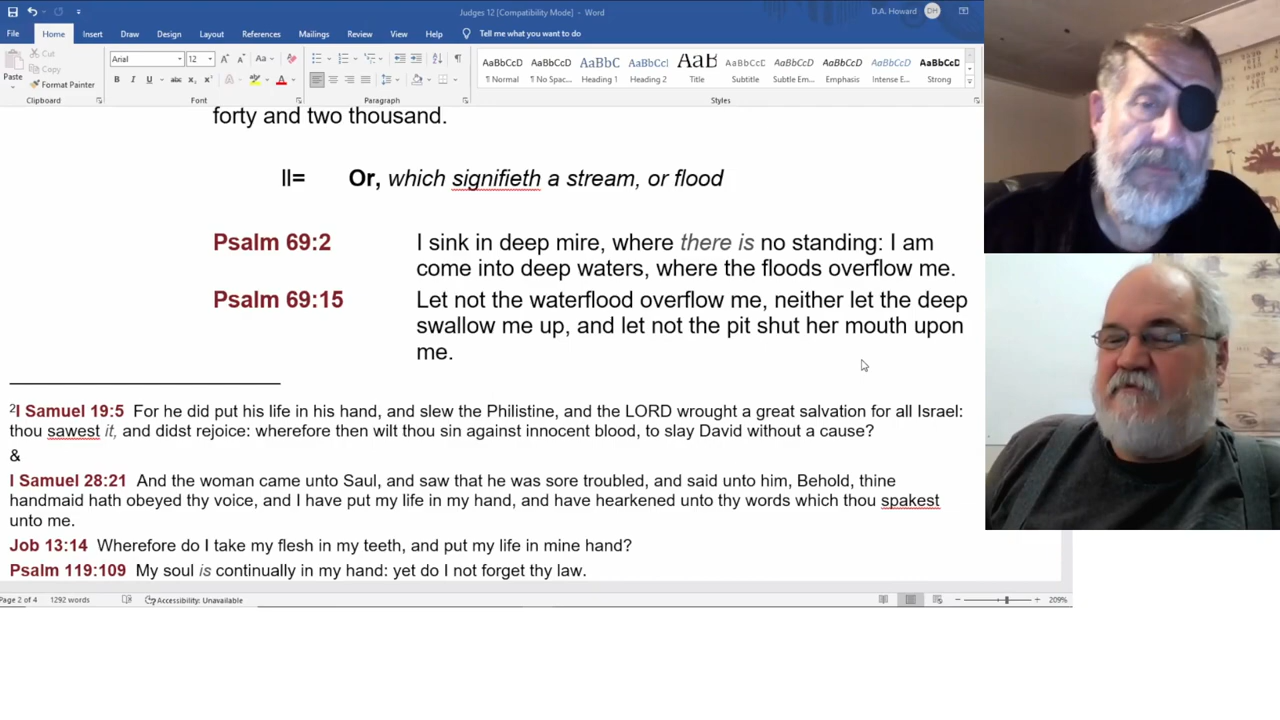 Judges 12 [Compatibility Mode] - Word
D.A. Howard DH
File Home Insert Draw Design Layout References Mailings Review View Help Tell me what you want to do
Paste
Cut
Copy
Format Painter
Arial 12
Clipboard Font Paragraph Styles
AaBbCcD AaBbCcD AaBbC AaBbCcI AaB AaBbCcD AaBbCcD AaBbCcD AaBbCcD AaBbCcD
¶ Normal ¶ No Spac... Heading 1 Heading 2 Title Subtitle Subtle Em... Emphasis Intense E... Strong
forty and two thousand.
||= Or, which signifieth a stream, or flood
Psalm 69:2 I sink in deep mire, where there is no standing: I am
come into deep waters, where the floods overflow me.
Psalm 69:15 Let not the waterflood overflow me, neither let the deep
swallow me up, and let not the pit shut her mouth upon
me.
2I Samuel 19:5 For he did put his life in his hand, and slew the Philistine, and the LORD wrought a great salvation for all Israel:
thou sawest it, and didst rejoice: wherefore then wilt thou sin against innocent blood, to slay David without a cause?
&
I Samuel 28:21 And the woman came unto Saul, and saw that he was sore troubled, and said unto him, Behold, thine
handmaid hath obeyed thy voice, and I have put my life in my hand, and have hearkened unto thy words which thou spakest
unto me.
Job 13:14 Wherefore do I take my flesh in my teeth, and put my life in mine hand?
Psalm 119:109 My soul is continually in my hand: yet do I not forget thy law.
Page 2 of 4 1292 words Accessibility: Unavailable 209%